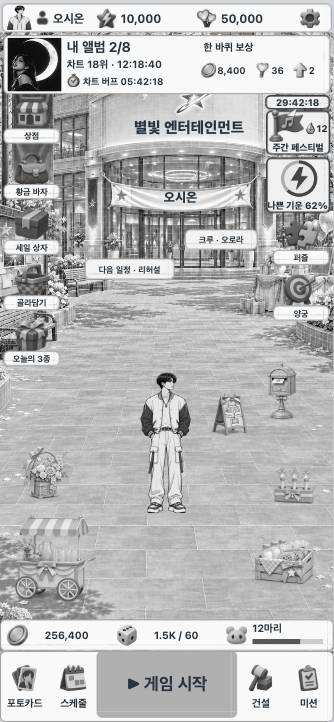 오시온
10,000
50,000
내 앨범 2/8
차트 18위 · 12:18:40
차트 버프 05:42:18
한 바퀴 보상
8,400
36
2
29:42:18
12
주간 페스티벌
나쁜 기운 62%
별빛 엔터테인먼트
오시온
크루 · 오로라
다음 일정 · 리허설
상점
황금 바자
세일 상자
골라담기
오늘의 3종
퍼즐
양궁
256,400
1.5K / 60
12마리
포토카드
스케줄
▶ 게임 시작
건설
미션